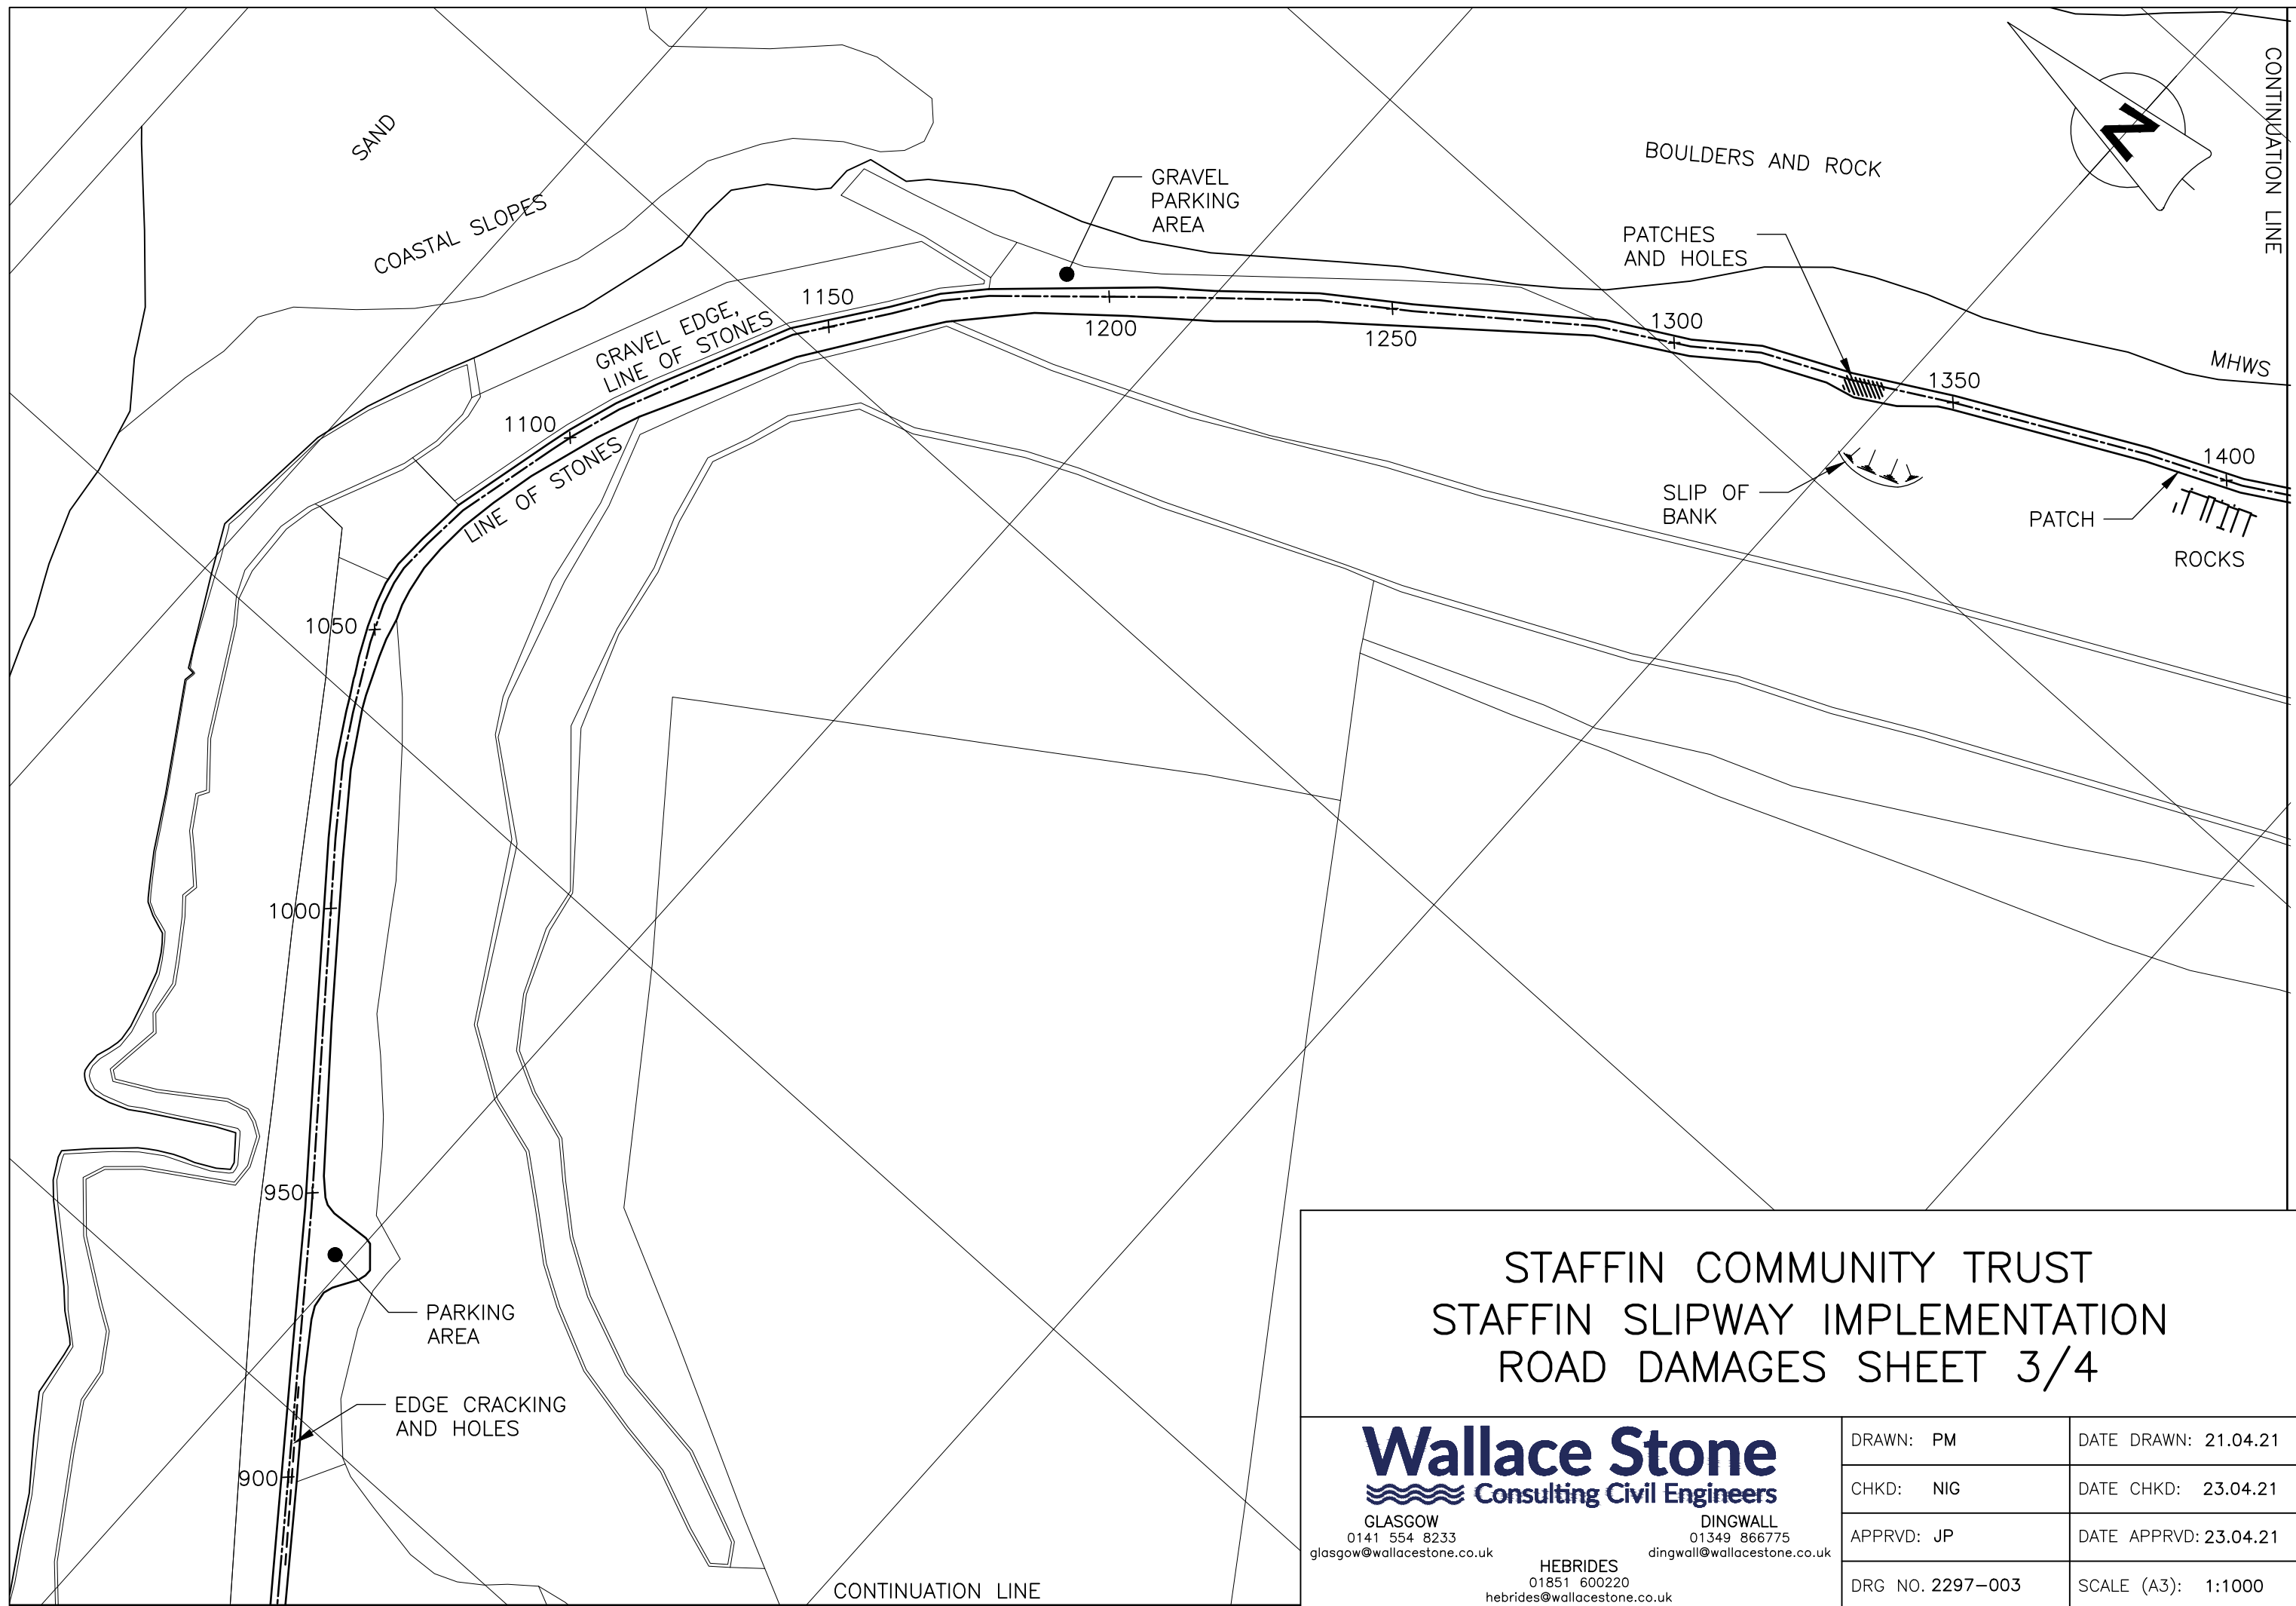 SAND
COASTAL SLOPES
GRAVEL
PARKING
AREA
BOULDERS AND ROCK
N
CONTINUATION LINE
PATCHES
AND HOLES
GRAVEL EDGE,
LINE OF STONES
1150
1200
1250
1300
1350
MHWS
1100
LINE OF STONES
1400
SLIP OF
BANK
PATCH
ROCKS
1050
1000
950
PARKING
AREA
EDGE CRACKING
AND HOLES
900
CONTINUATION LINE
STAFFIN COMMUNITY TRUST
STAFFIN SLIPWAY IMPLEMENTATION
ROAD DAMAGES SHEET 3/4
Wallace Stone
Consulting Civil Engineers
GLASGOW
0141 554 8233
glasgow@wallacestone.co.uk
DINGWALL
01349 866775
dingwall@wallacestone.co.uk
HEBRIDES
01851 600220
hebrides@wallacestone.co.uk
DRAWN: PM
DATE DRAWN: 21.04.21
CHKD: NIG
DATE CHKD: 23.04.21
APPRVD: JP
DATE APPRVD: 23.04.21
DRG NO. 2297-003
SCALE (A3): 1:1000